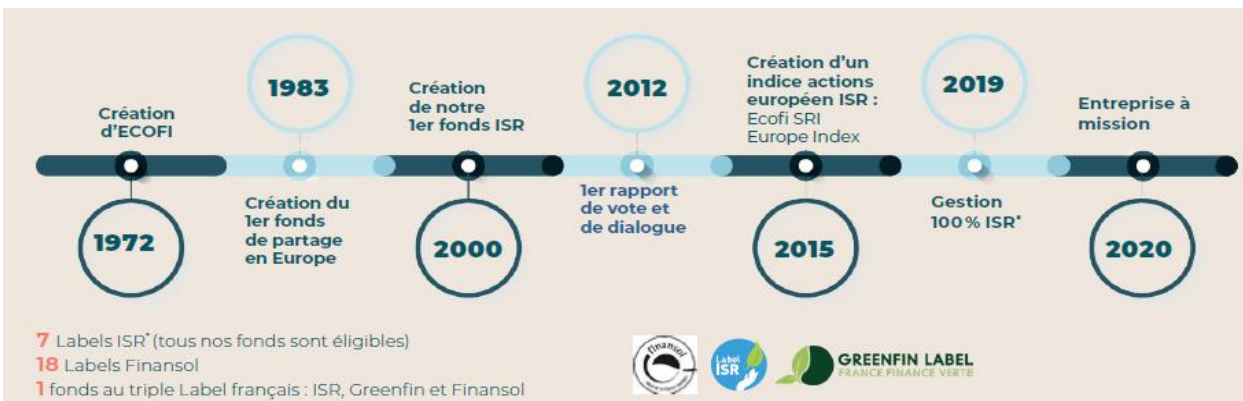 Création
d'ECOFI
1972
1983
Création du
1er fonds
de partage
en Europe
Création
de notre
1er fonds ISR
2000
2012
1er rapport
de vote et
de dialogue
Création d'un
indice actions
européen ISR :
Ecofi SRI
Europe Index
2015
2019
Gestion
100 % ISR*
Entreprise à
mission
2020
7 Labels ISR* (tous nos fonds sont éligibles)
18 Labels Finansol
1 fonds au triple Label français : ISR, Greenfin et Finansol
finansol
Label
ISR
GREENFIN LABEL
FRANCE FINANCE VERTE